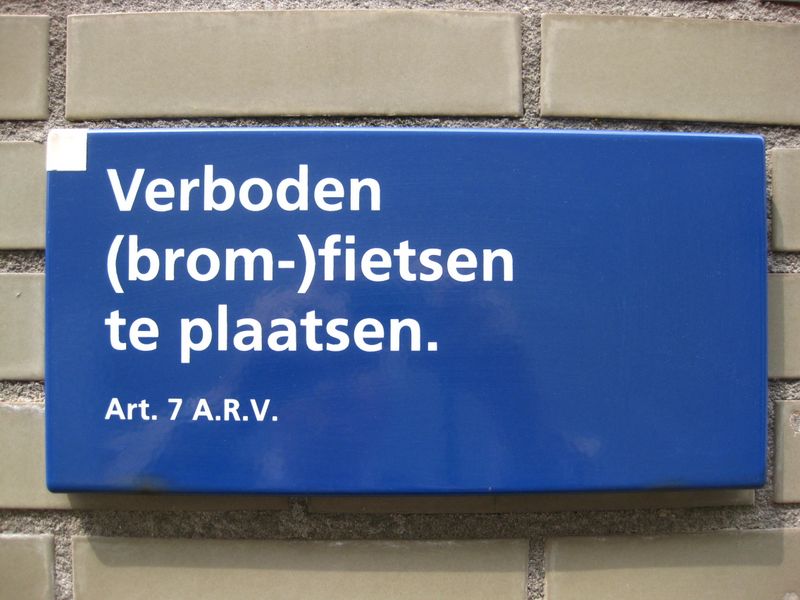 Verboden
(brom-)fietsen
te plaatsen.
Art. 7 A.R.V.